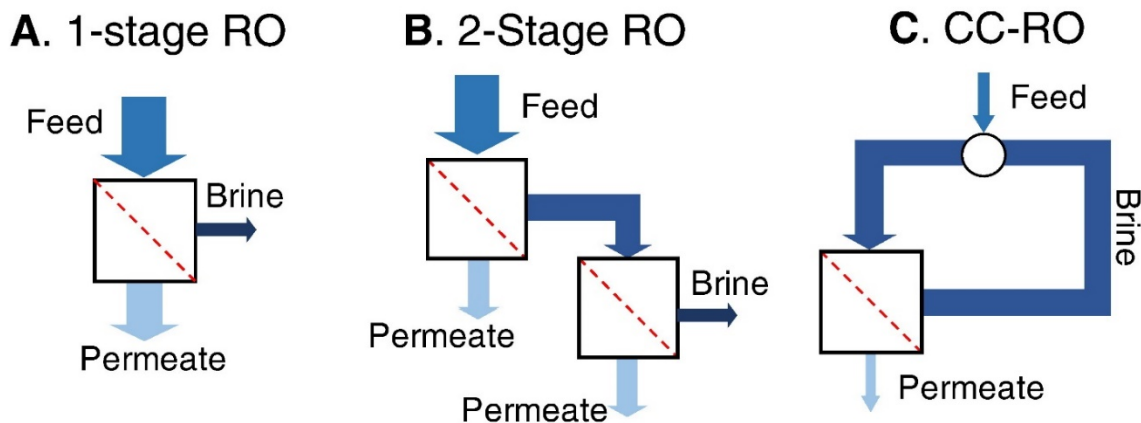 A. 1-stage RO
Feed
Brine
Permeate
B. 2-Stage RO
Feed
Permeate
Brine
Permeate
C. CC-RO
Feed
Brine
Permeate